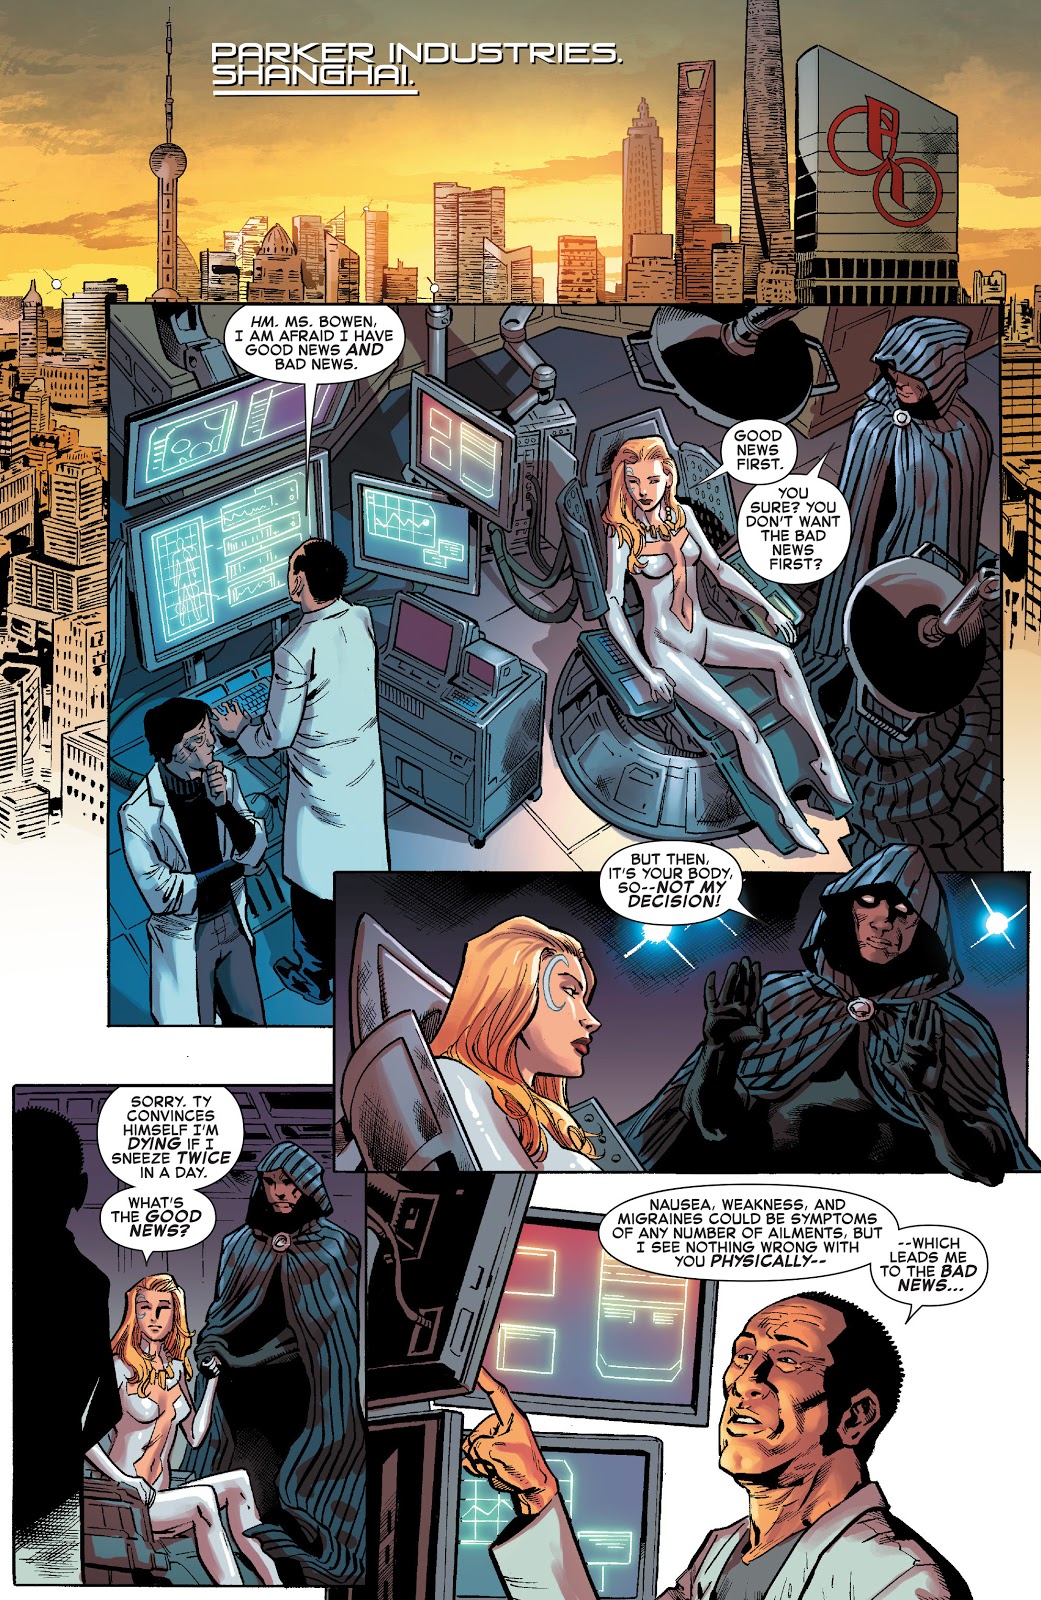 PARKER INDUSTRIES.
SHANGHAI.
HM. MS. BOWEN,
I AM AFRAID I HAVE
GOOD NEWS AND
BAD NEWS.
GOOD
NEWS
FIRST.
YOU
SURE? YOU
DON'T WANT
THE BAD
NEWS
FIRST?
BUT THEN,
IT'S YOUR BODY,
SO--NOT MY
DECISION!
SORRY. TY
CONVINCES
HIMSELF I'M
DYING IF I
SNEEZE TWICE
IN A DAY.
WHAT'S
THE GOOD
NEWS?
NAUSEA, WEAKNESS, AND
MIGRAINES COULD BE SYMPTOMS
OF ANY NUMBER OF AILMENTS, BUT
I SEE NOTHING WRONG WITH
YOU PHYSICALLY--
--WHICH
LEADS ME
TO THE BAD
NEWS...